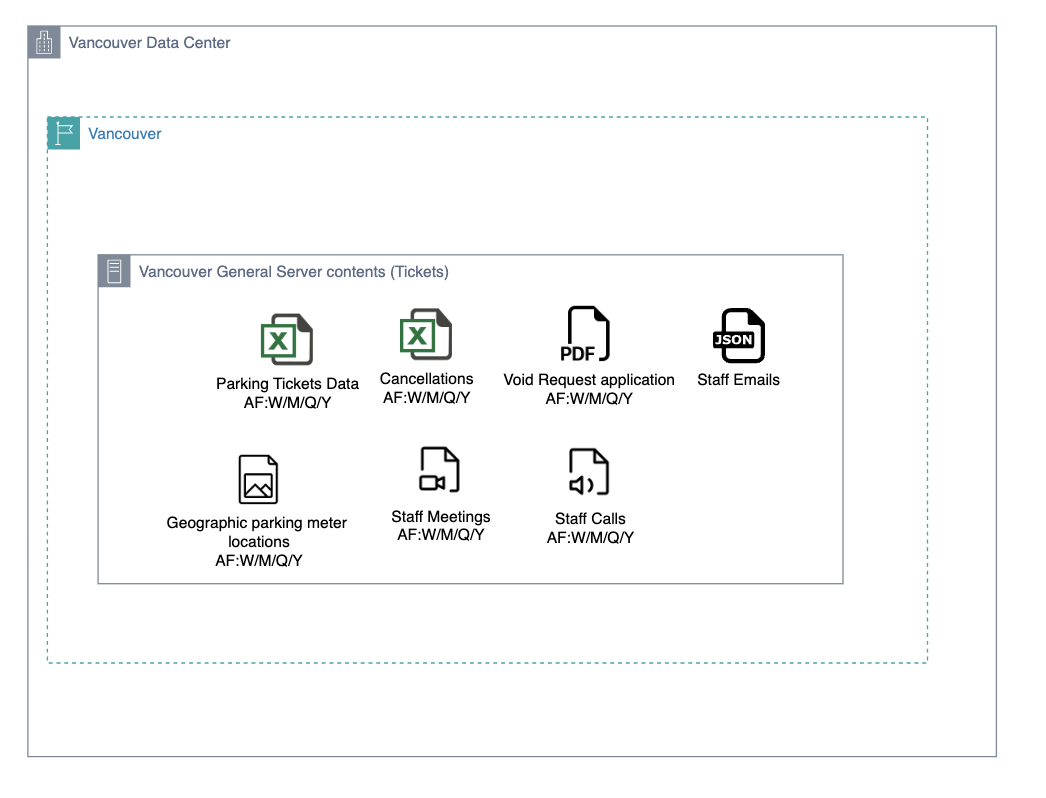 Vancouver Data Center
Vancouver
Vancouver General Server contents (Tickets)
X
Parking Tickets Data
AF:W/M/Q/Y
X
Cancellations
AF:W/M/Q/Y
PDF
Void Request application
AF:W/M/Q/Y
JSON
Staff Emails
Geographic parking meter
locations
AF:W/M/Q/Y
Staff Meetings
AF:W/M/Q/Y
Staff Calls
AF:W/M/Q/Y